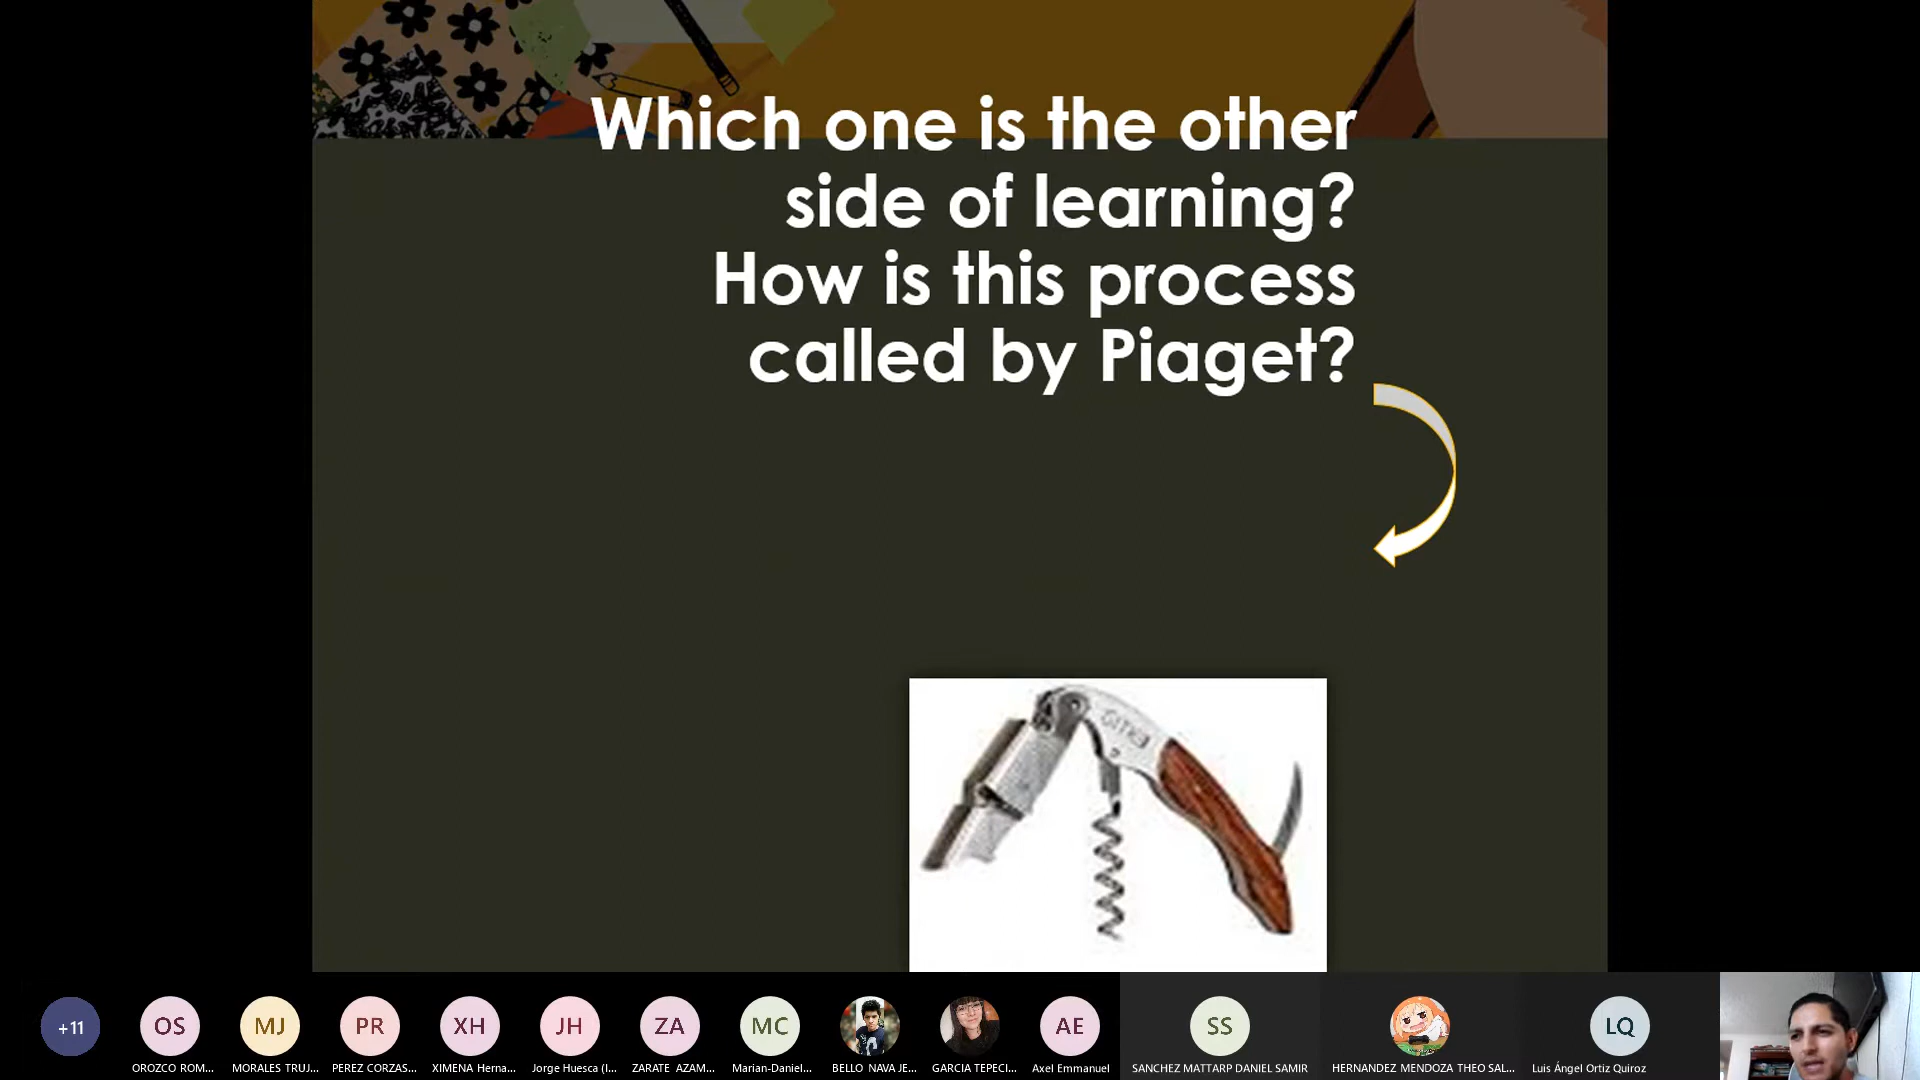 Which one is the other
side of learning?
How is this process
called by Piaget?
+11
OS
MJ
PR
XH
JH
ZA
MC
AE
SS
LQ
OROZCO ROM...
MORALES TRUJ...
PEREZ CORZAS...
XIMENA Herna...
Jorge Huesca (I...
ZARATE AZAM...
Marian-Daniel...
BELLO NAVA JE...
GARCIA TEPECI...
Axel Emmanuel
SANCHEZ MATTARP DANIEL SAMIR
HERNANDEZ MENDOZA THEO SAL...
Luis Ángel Ortiz Quiroz